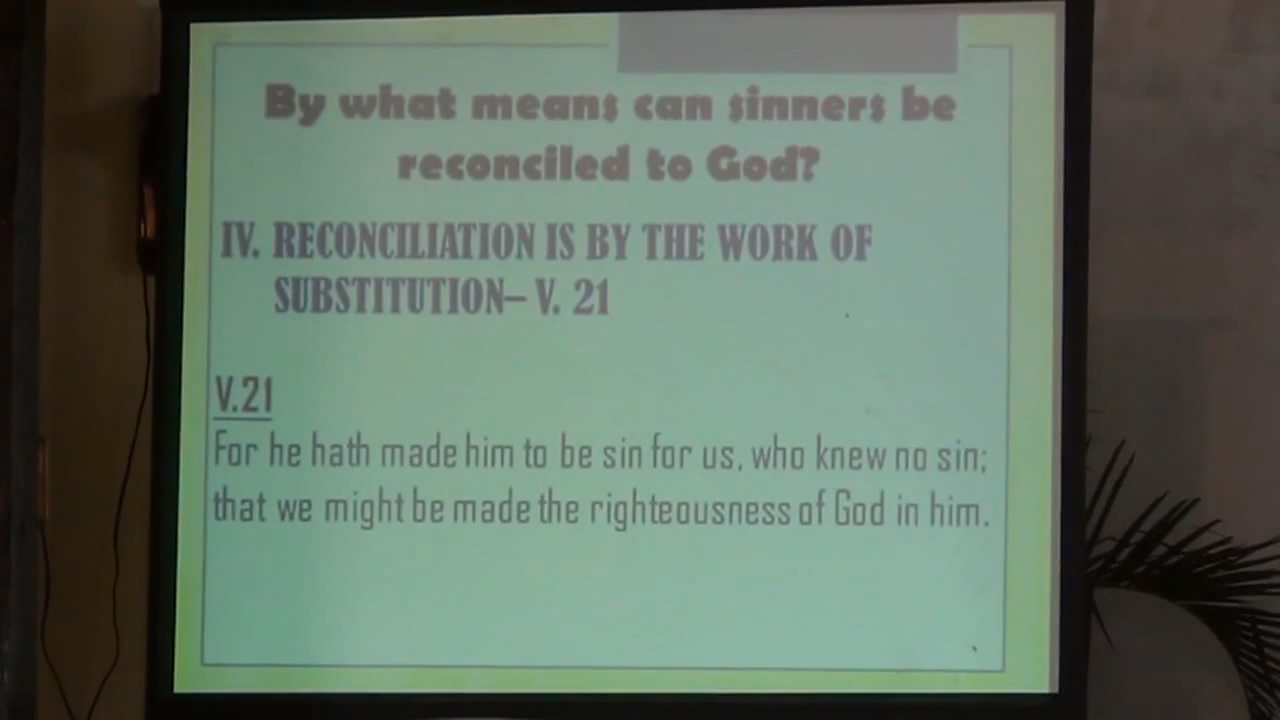 By what means can sinners be
reconciled to God?
IV. RECONCILIATION IS BY THE WORK OF
SUBSTITUTION– V. 21
V.21
For he hath made him to be sin for us, who knew no sin;
that we might be made the righteousness of God in him.